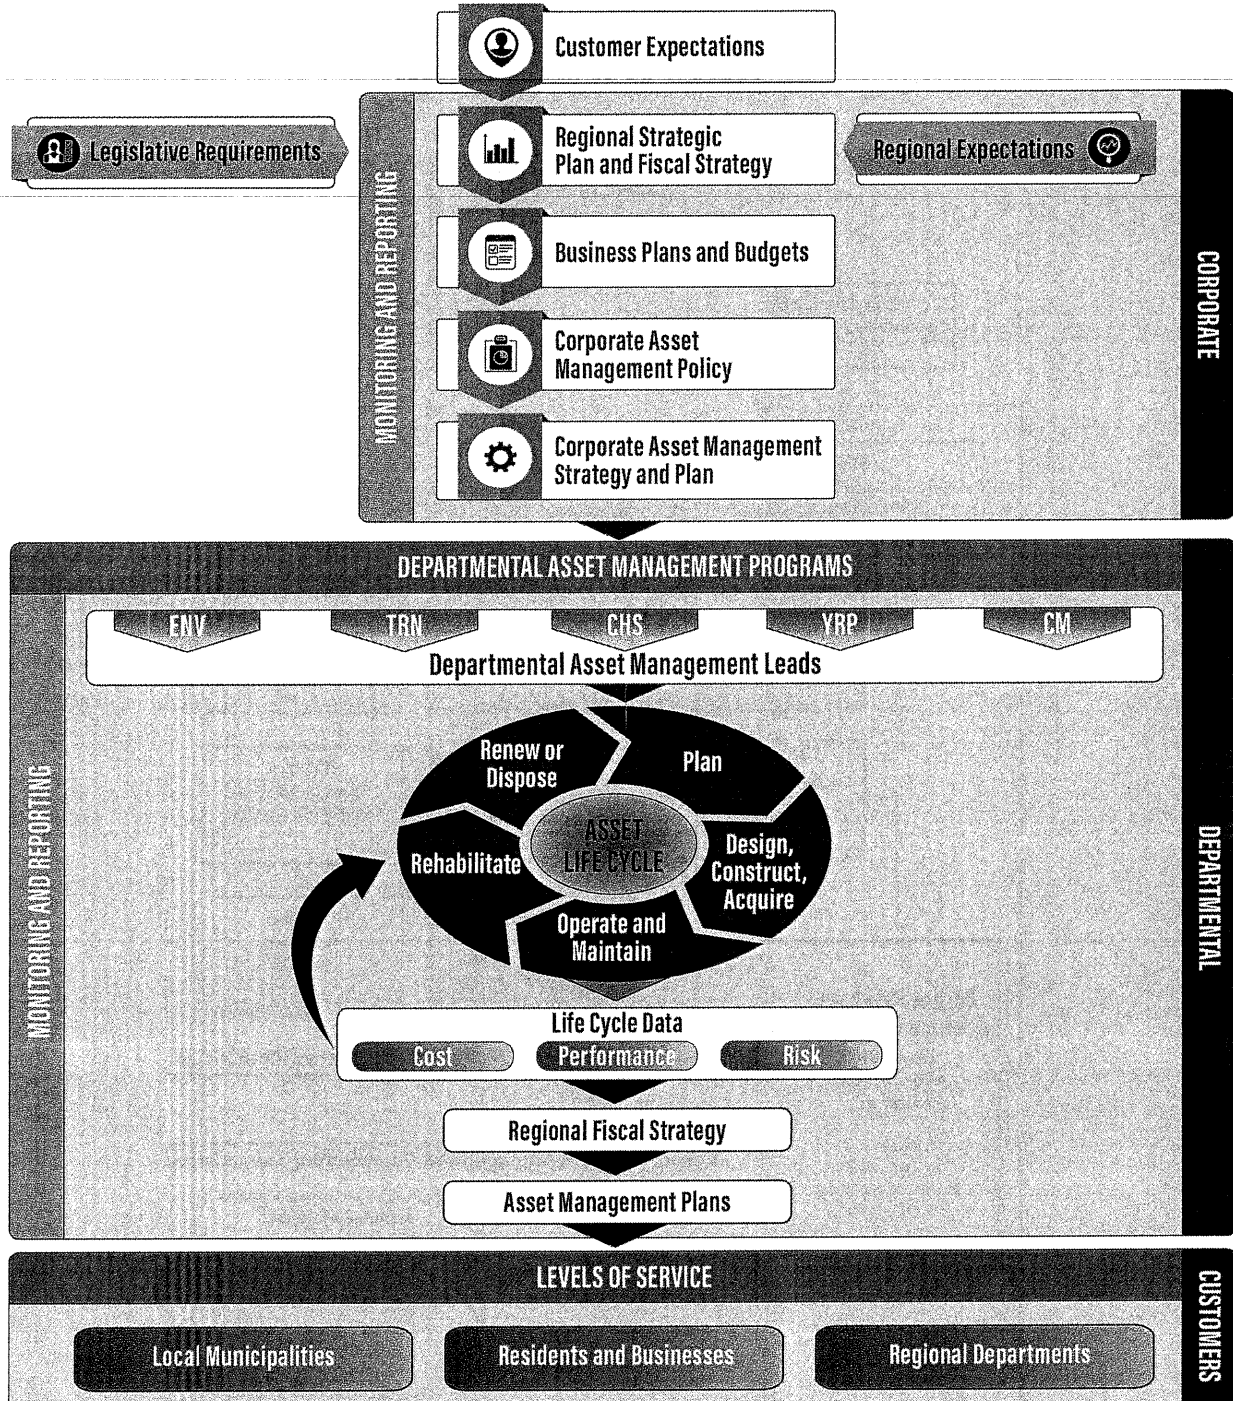 Customer Expectations
Legislative Requirements
Regional Strategic
Plan and Fiscal Strategy
Regional Expectations
MONITORING AND REPORTING
Business Plans and Budgets
CORPORATE
Corporate Asset
Management Policy
Corporate Asset Management
Strategy and Plan
DEPARTMENTAL ASSET MANAGEMENT PROGRAMS
ENV
TRN
CHS
YRP
CM
Departmental Asset Management Leads
MONITORING AND REPORTING
DEPARTMENTAL
Renew or
Dispose
Plan
ASSET
LIFE CYCLE
Rehabilitate
Design,
Construct,
Acquire
Operate and
Maintain
Life Cycle Data
Cost
Performance
Risk
Regional Fiscal Strategy
Asset Management Plans
LEVELS OF SERVICE
CUSTOMERS
Local Municipalities
Residents and Businesses
Regional Departments